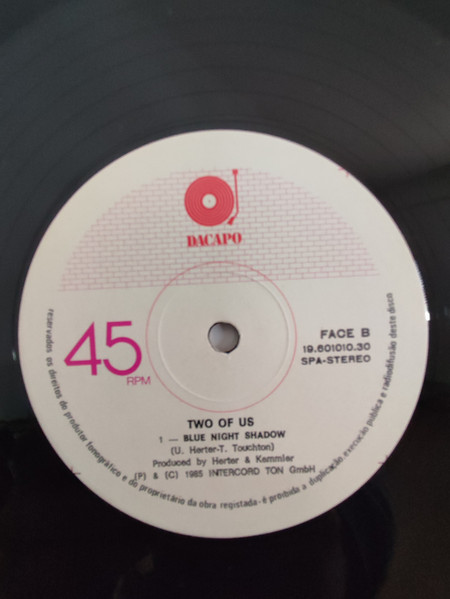 DACAPO
45
RPM
FACE B
19.601010.30
SPA-STEREO
TWO OF US
1 — BLUE NIGHT SHADOW
(U. Herter-T. Touchton)
Produced by Herter & Kemmler
(P) & (C) 1985 INTERCORD TON GmbH
reservados os direitos do produtor fonográfico e do proprietário da obra registada - é proibida a duplicação, execução pública e radiodifusão deste disco